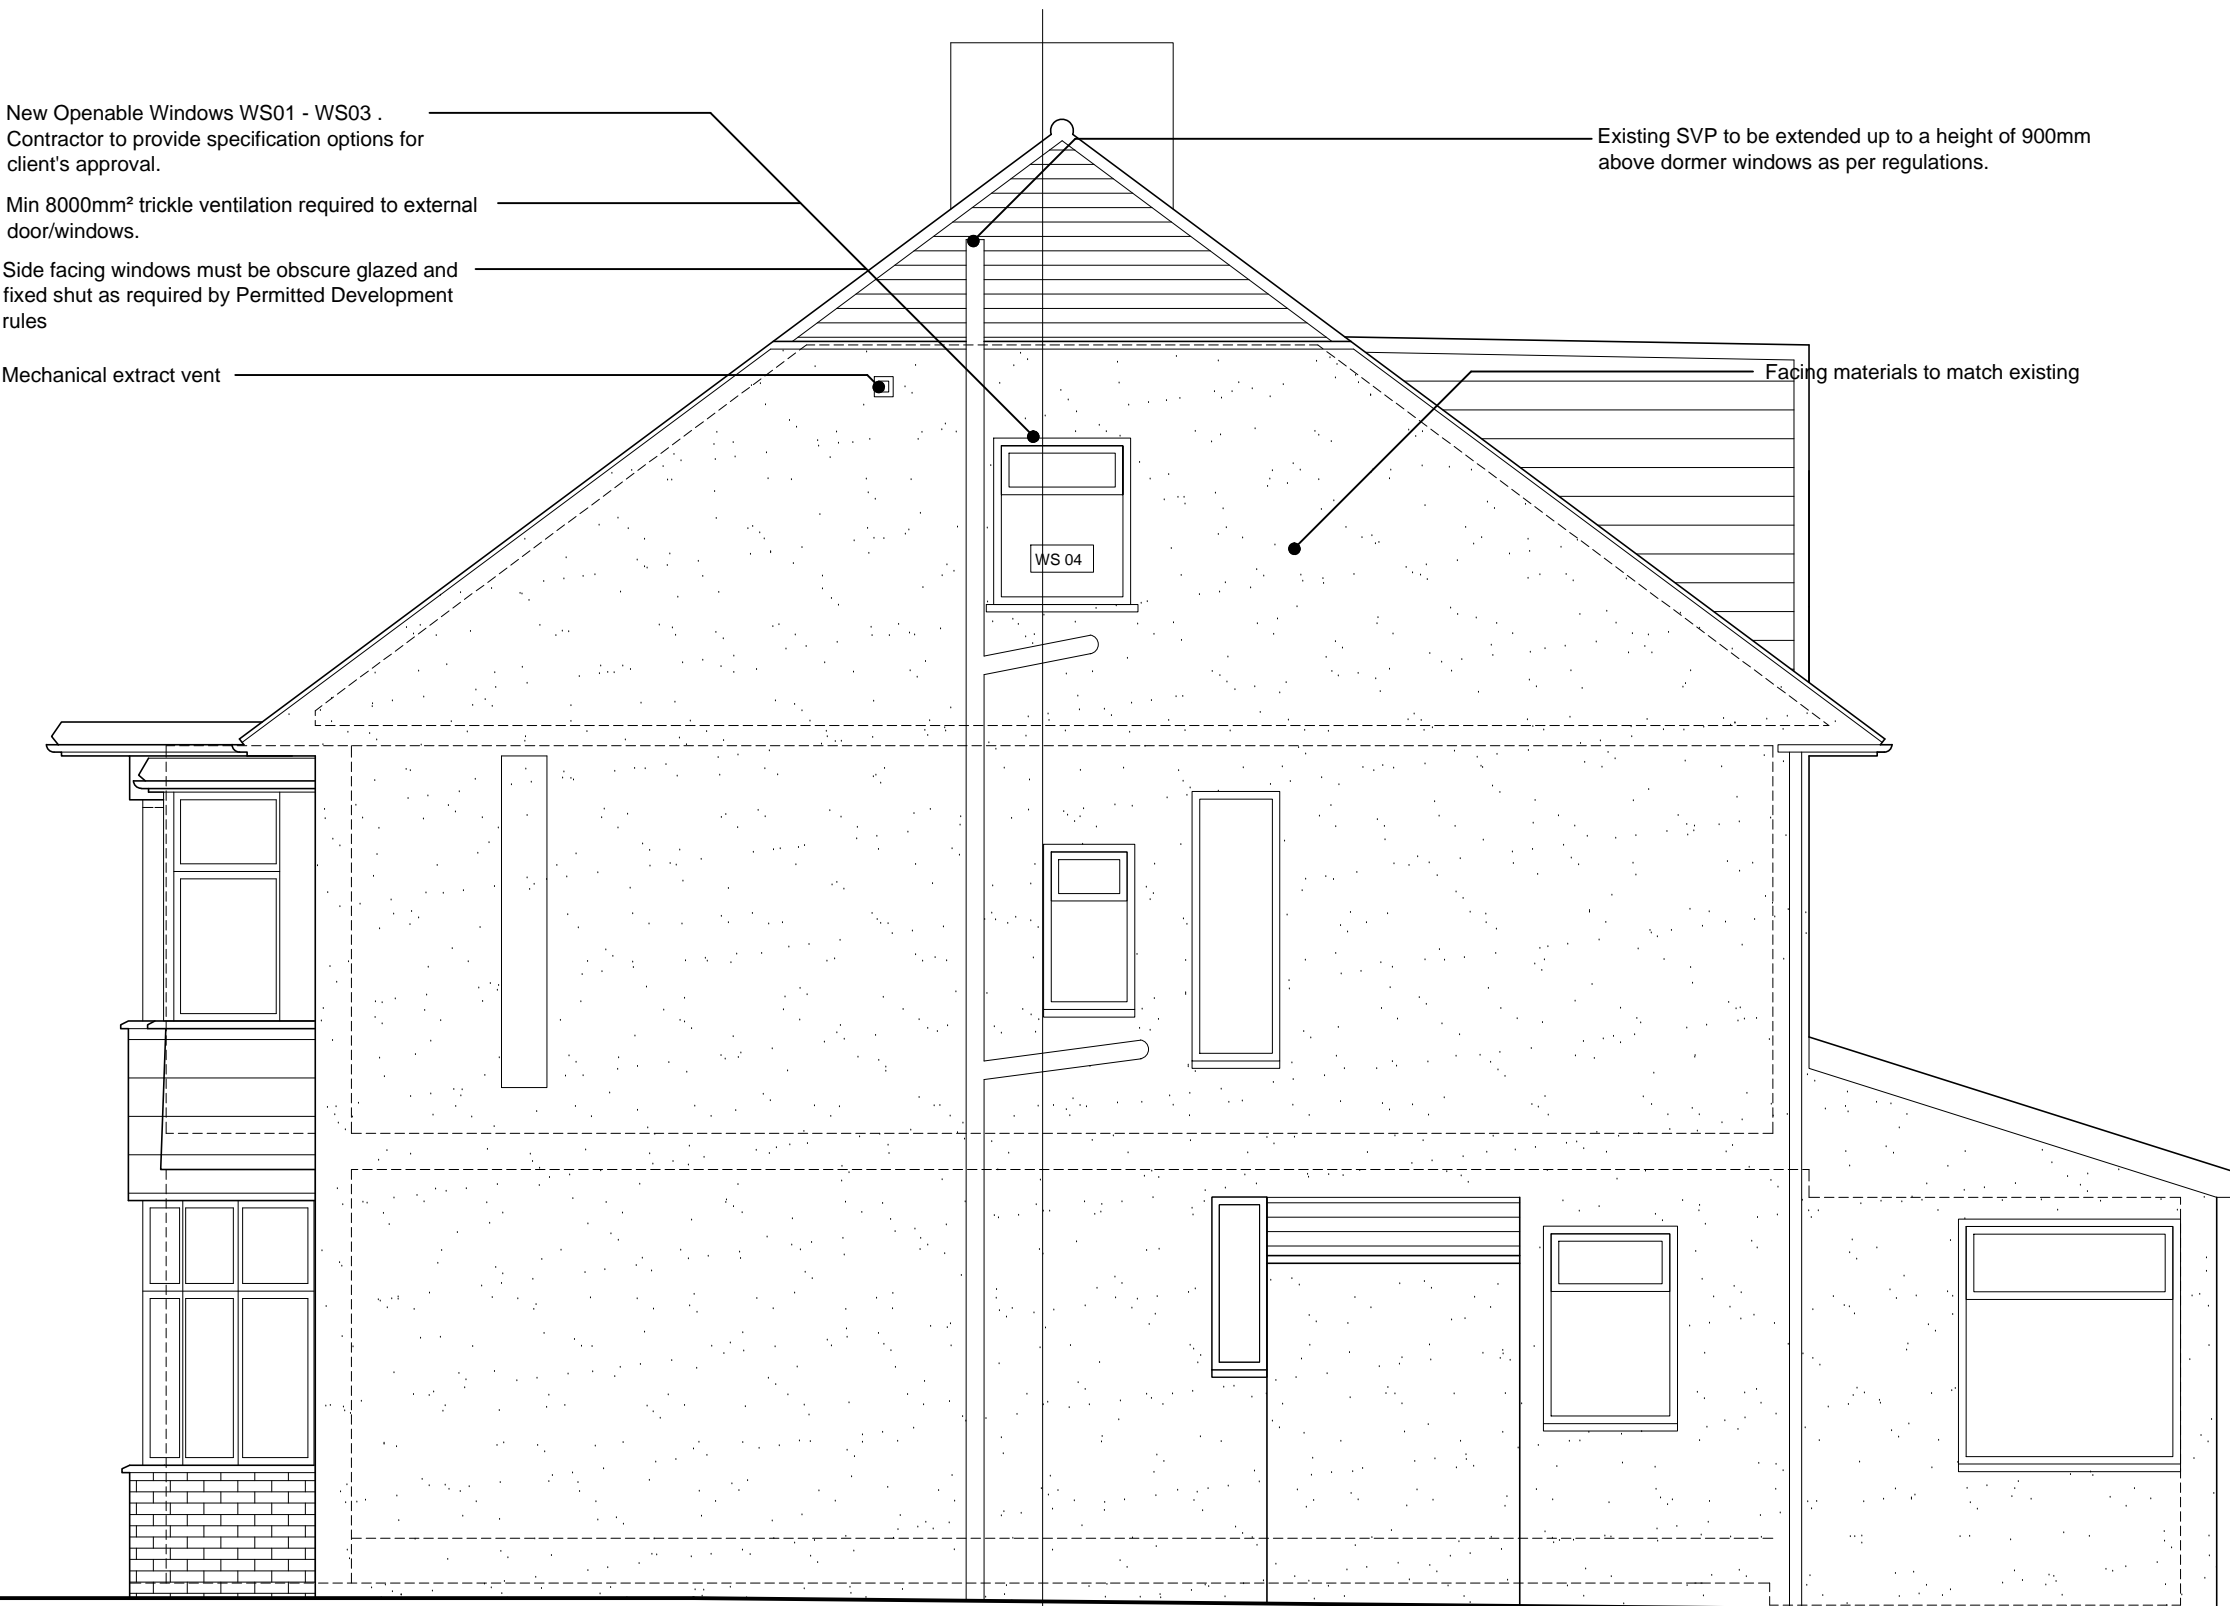 New Openable Windows WS01 - WS03 .
Contractor to provide specification options for
client's approval.
Min 8000mm² trickle ventilation required to external
door/windows.
Side facing windows must be obscure glazed and
fixed shut as required by Permitted Development
rules
Mechanical extract vent
Existing SVP to be extended up to a height of 900mm
above dormer windows as per regulations.
Facing materials to match existing
WS 04